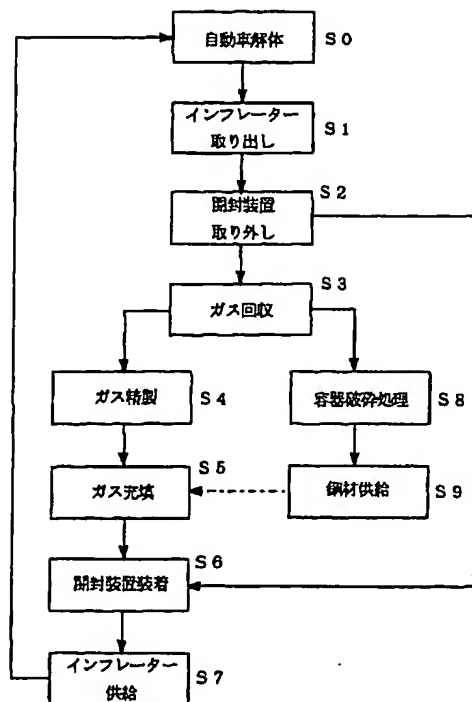 自動車解体
S0
インフレーター
取り出し
S1
開封装置
取り外し
S2
ガス回収
S3
ガス精製
S4
容器破砕処理
S8
ガス充填
S5
鋼材供給
S9
開封装置装着
S6
インフレーター
供給
S7